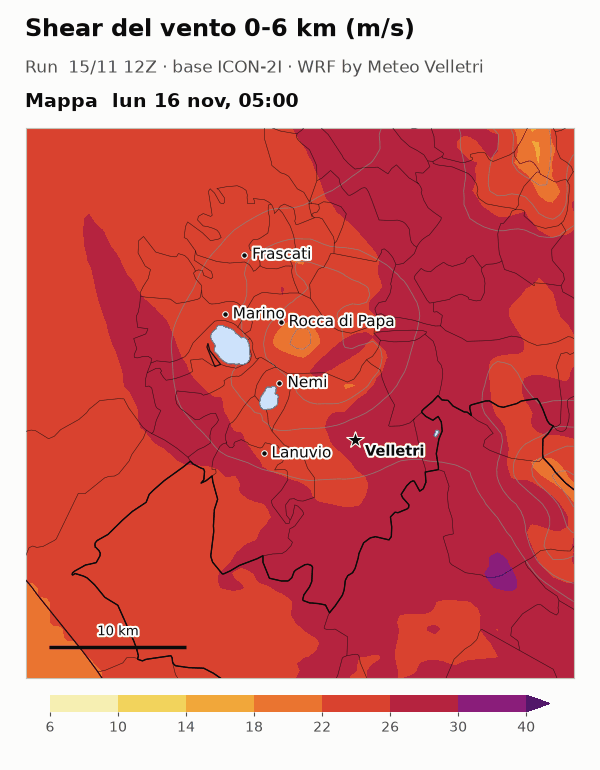 Shear del vento 0-6 km (m/s)
Run  15/11 12Z · base ICON-2I · WRF by Meteo Velletri
Mappa  lun 16 nov, 05:00
Frascati
Marino
Rocca di Papa
Nemi
Velletri
Lanuvio
10 km
6 10 14 18 22 26 30 40